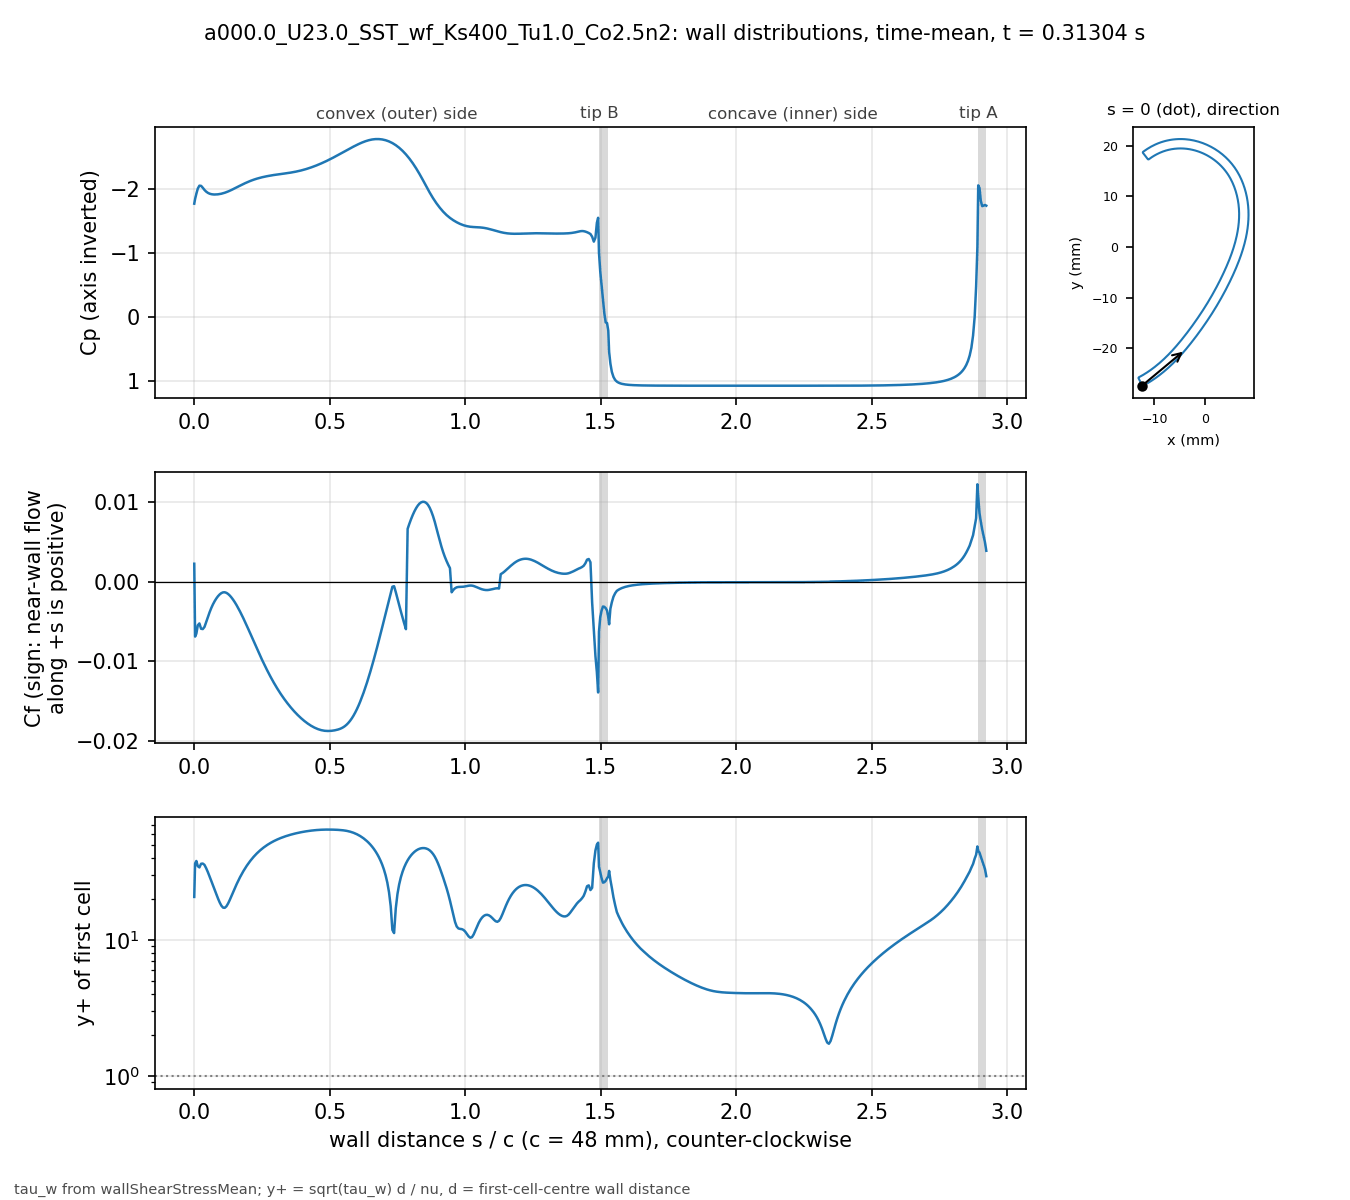 a000.0_U23.0_SST_wf_Ks400_Tu1.0_Co2.5n2: wall distributions, time-mean, t = 0.31304 s
convex (outer) side
tip B
concave (inner) side
tip A
s = 0 (dot), direction
Cp (axis inverted)
−2
−1
0
1
0.0 0.5 1.0 1.5 2.0 2.5 3.0
y (mm)
20
10
0
−10
−20
−10 0
x (mm)
Cf (sign: near-wall flow
along +s is positive)
0.01
0.00
−0.01
−0.02
0.0 0.5 1.0 1.5 2.0 2.5 3.0
y+ of first cell
10¹
10⁰
0.0 0.5 1.0 1.5 2.0 2.5 3.0
wall distance s / c (c = 48 mm), counter-clockwise
tau_w from wallShearStressMean; y+ = sqrt(tau_w) d / nu, d = first-cell-centre wall distance